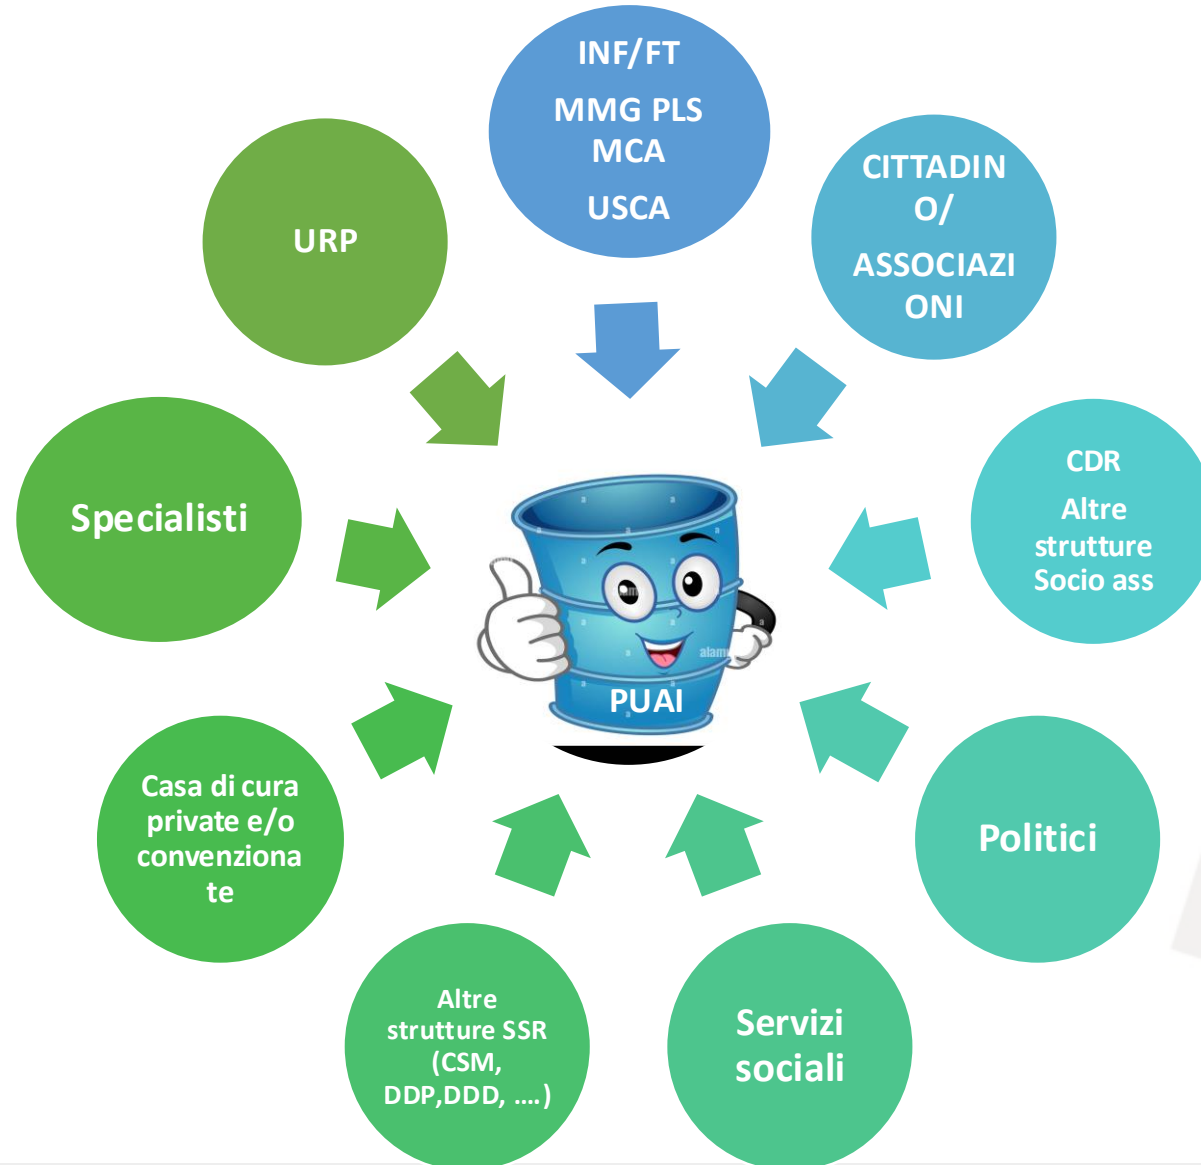 INF/FT
MMG PLS
MCA
USCA
CITTADIN
O/
ASSOCIAZI
ONI
URP
CDR
Altre
strutture
Socio ass
Specialisti
PUAI
Casa di cura
private e/o
convenziona
te
Politici
Altre
strutture SSR
(CSM,
DDP,DDD, ....)
Servizi
sociali